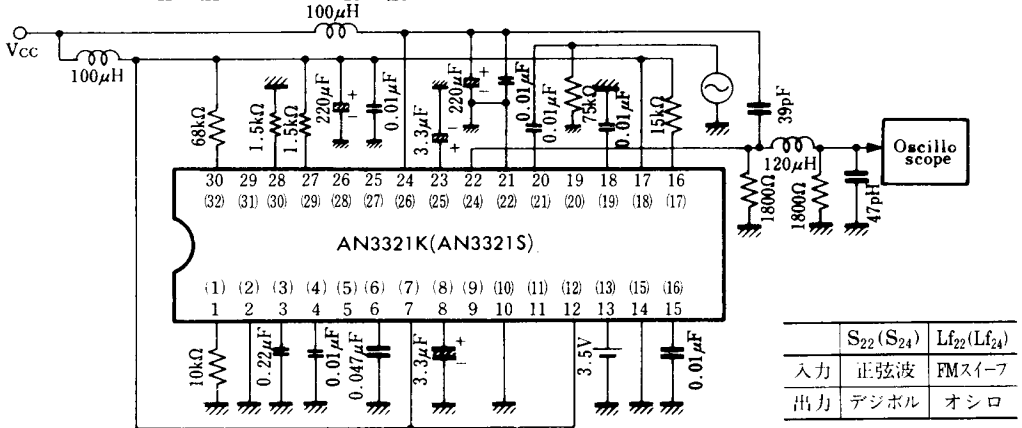 100μH
Vcc
100μH
68kΩ
1.5kΩ
1.5kΩ
220μF
+
-
0.01μF
3.3μF
-
+
220μF
+
-
0.01μF
0.01μF
75kΩ
0.01μF
15kΩ
39pF
120μH
1800Ω
1800Ω
47pH
Oscillo
scope
30 29 28 27 26 25 24 23 22 21 20 19 18 17 16
(32) (31) (30) (29) (28) (27) (26) (25) (24) (22) (21) (20) (19) (18) (17)
AN3321K(AN3321S)
(1) (2) (3) (4) (5) (6) (7) (8) (9) (10) (11) (12) (13) (15) (16)
1 2 3 4 5 6 7 8 9 10 11 12 13 14 15
10kΩ
0.22μF
0.01μF
0.047μF
3.3μF
+
-
3.5V
0.01μF
S22(S24) Lf22(Lf24)
入力 正弦波 FMスイープ
出力 デジボル オシロ